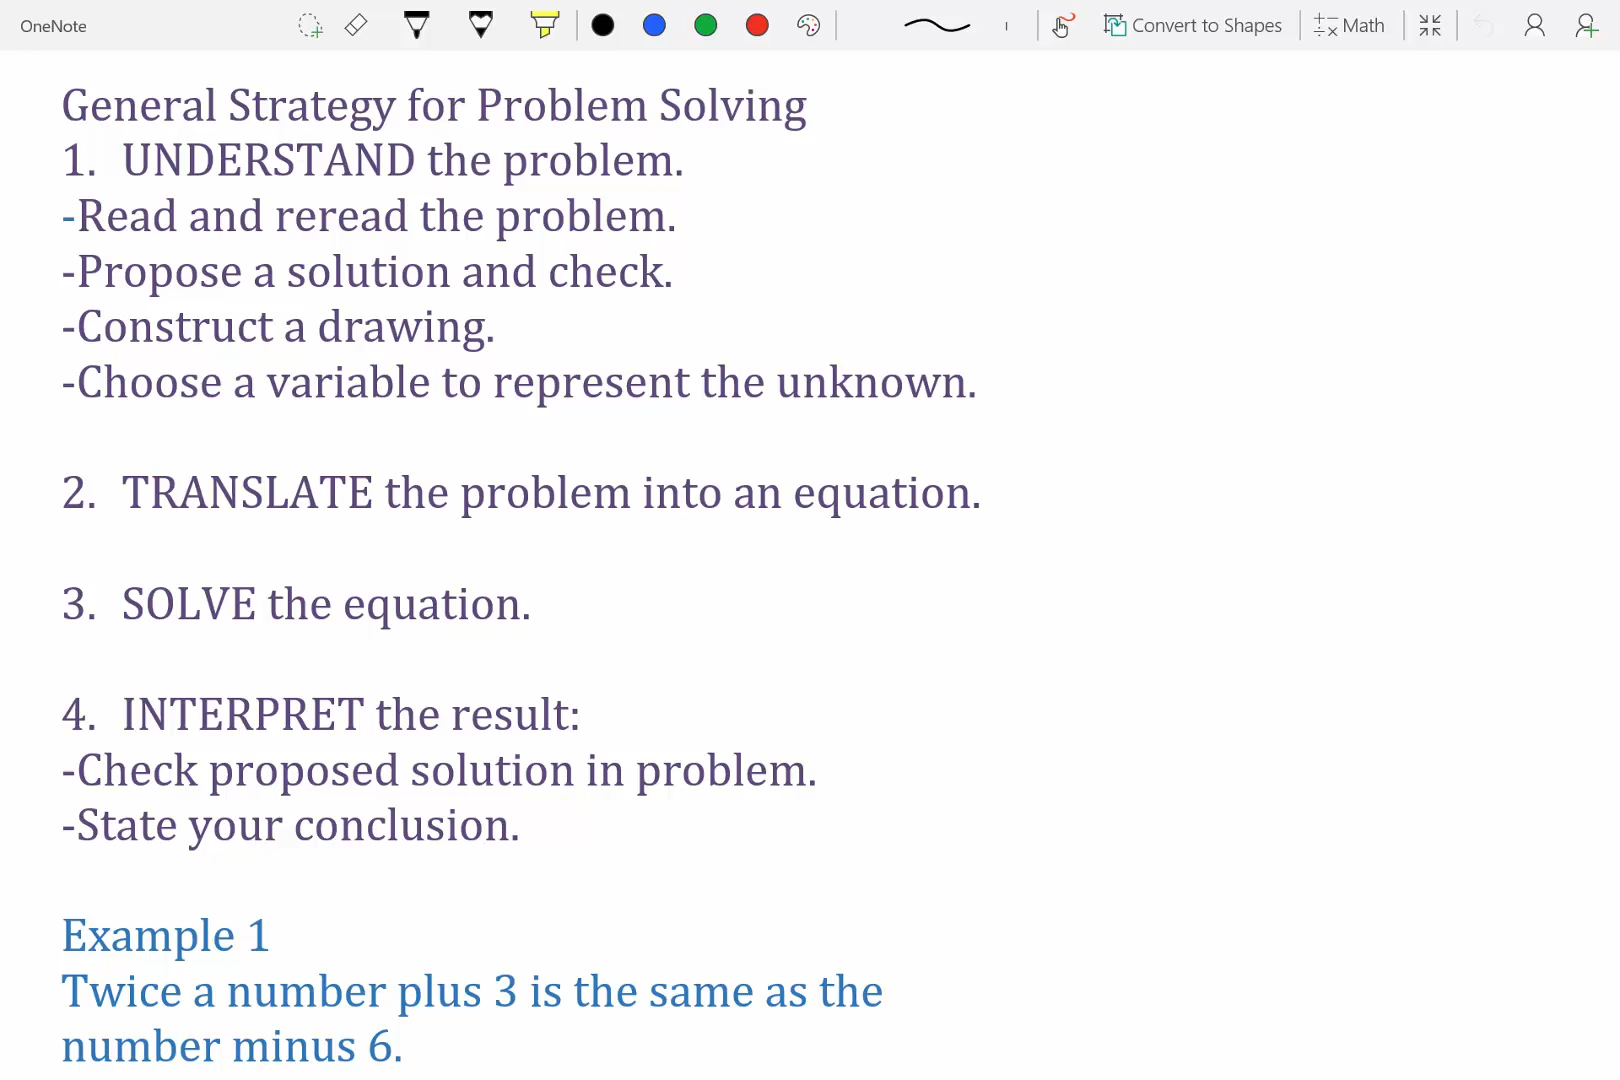 OneNote
Convert to Shapes
Math
General Strategy for Problem Solving
1. UNDERSTAND the problem.
-Read and reread the problem.
-Propose a solution and check.
-Construct a drawing.
-Choose a variable to represent the unknown.
2. TRANSLATE the problem into an equation.
3. SOLVE the equation.
4. INTERPRET the result:
-Check proposed solution in problem.
-State your conclusion.
Example 1
Twice a number plus 3 is the same as the
number minus 6.